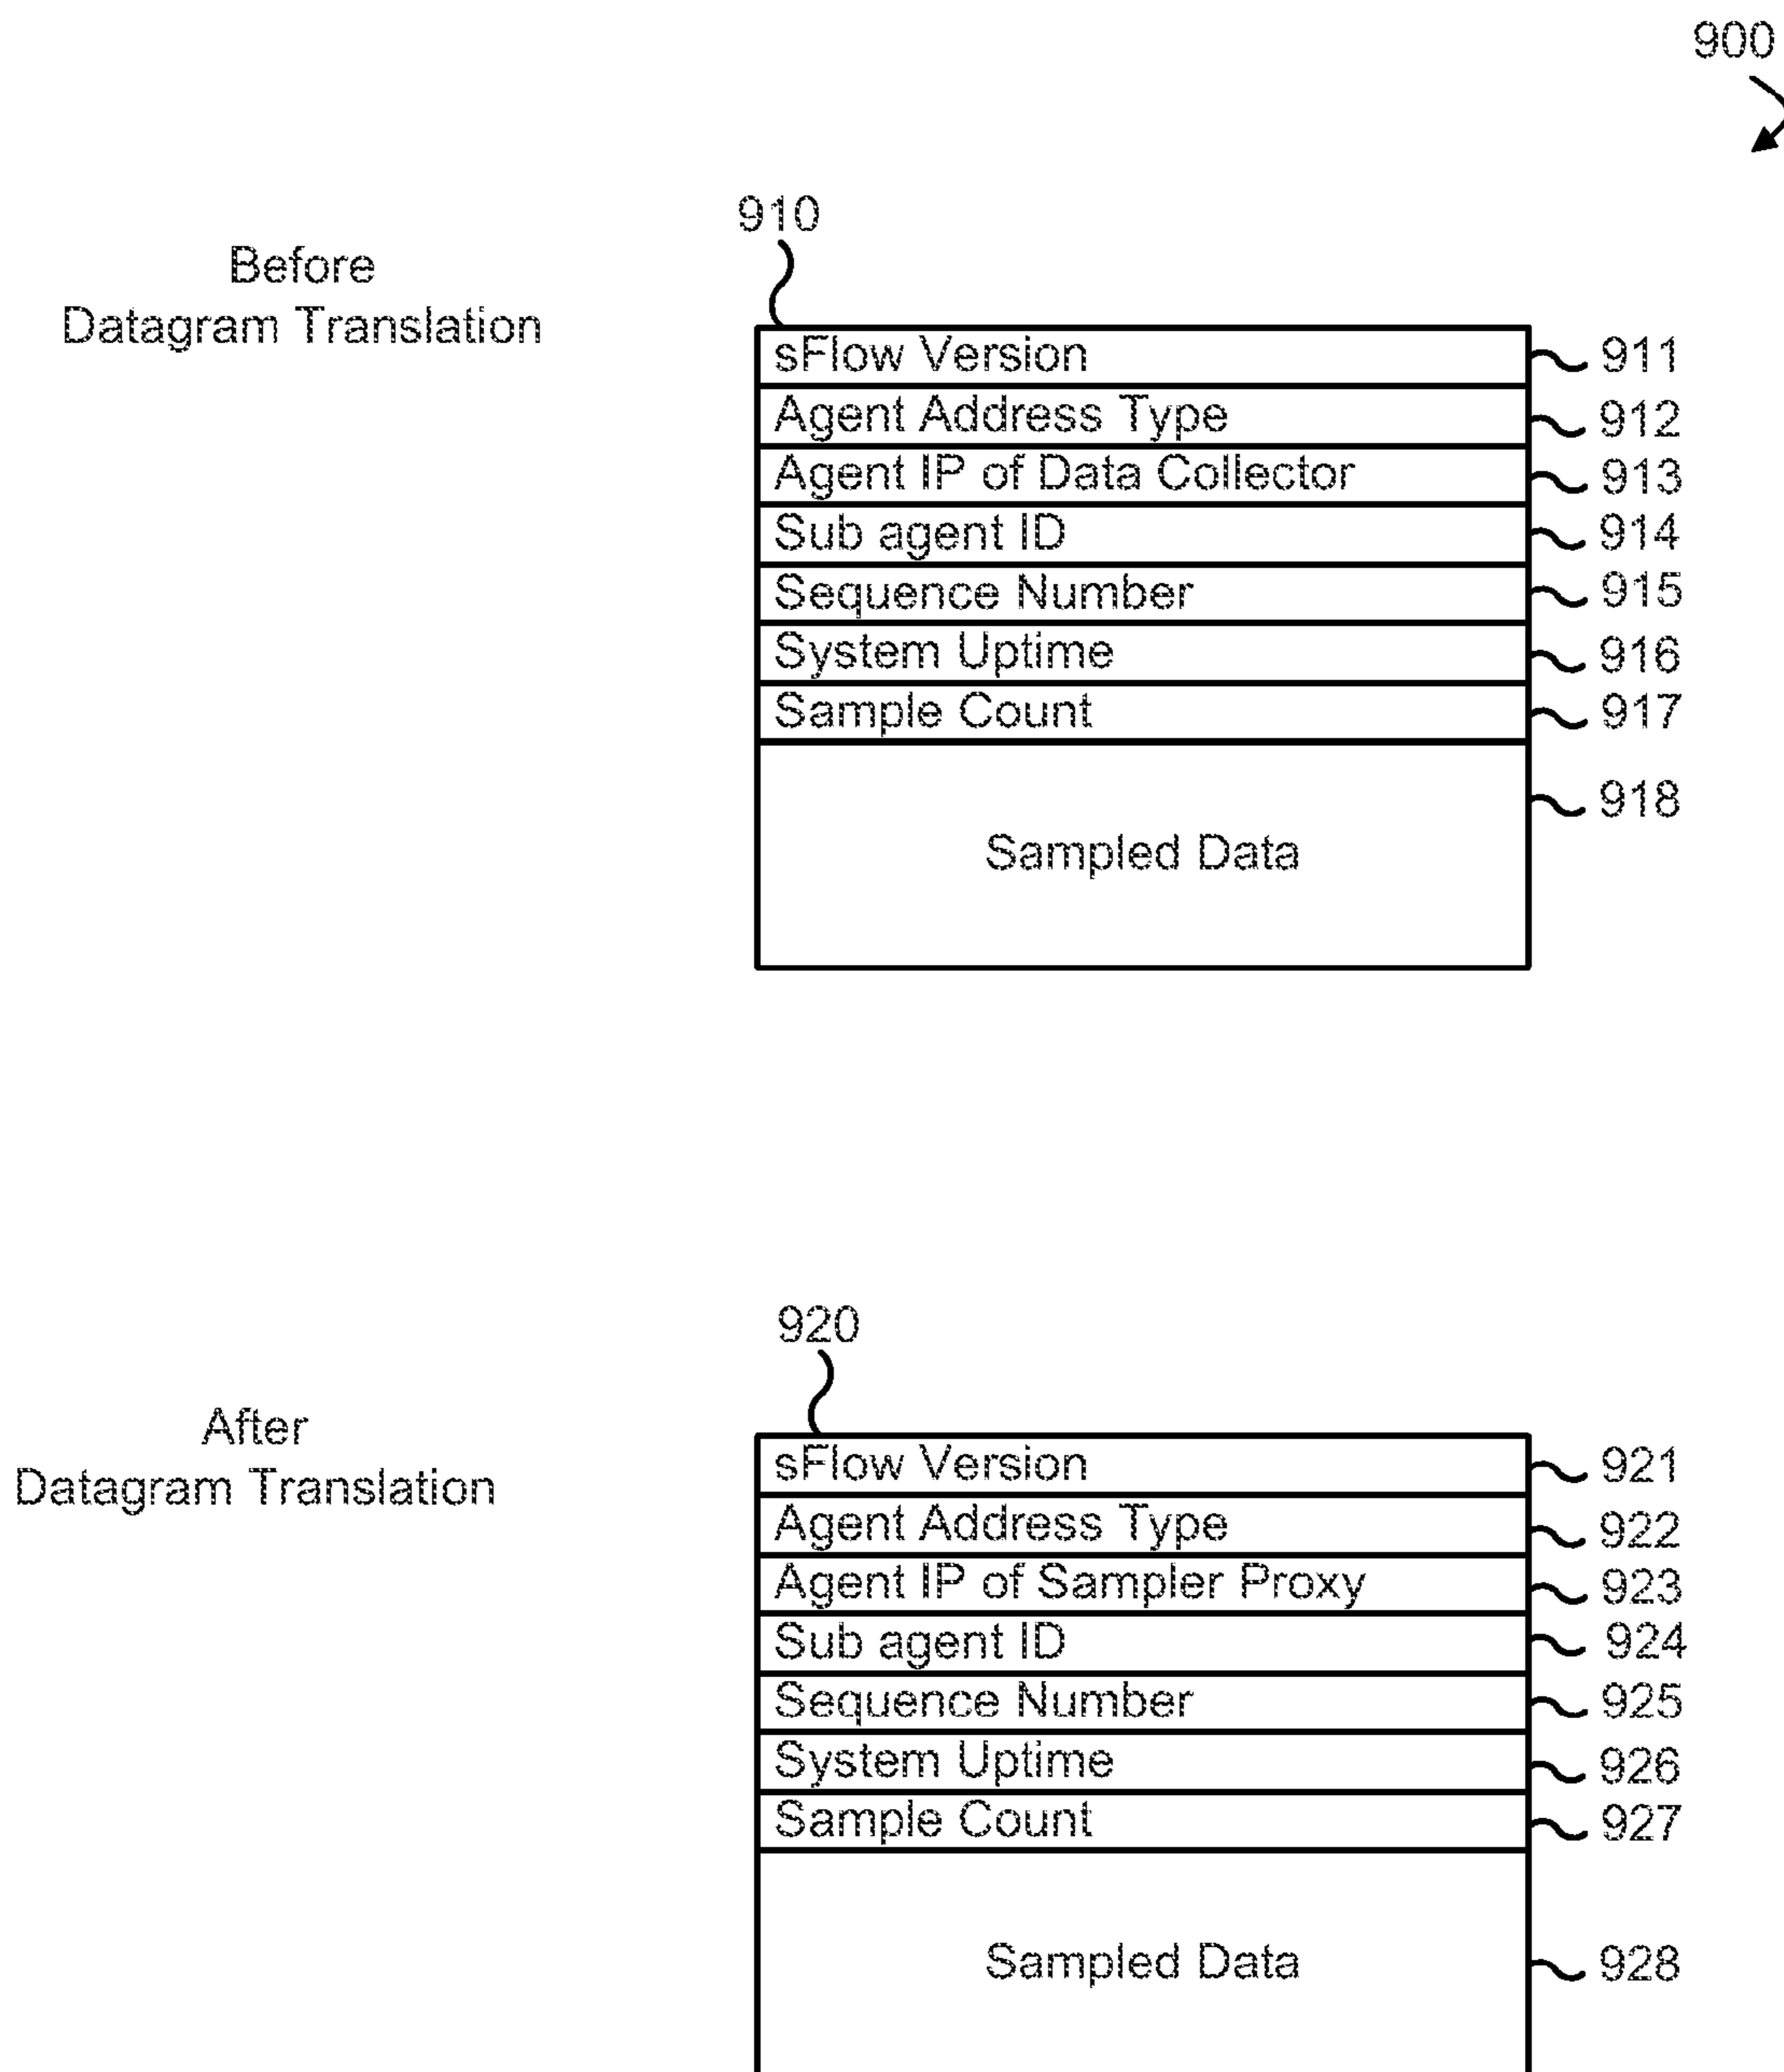 900
910
Before
Datagram Translation
sFlow Version 911
Agent Address Type 912
Agent IP of Data Collector 913
Sub agent ID 914
Sequence Number 915
System Uptime 916
Sample Count 917
Sampled Data 918
920
After
Datagram Translation
sFlow Version 921
Agent Address Type 922
Agent IP of Sampler Proxy 923
Sub agent ID 924
Sequence Number 925
System Uptime 926
Sample Count 927
Sampled Data 928